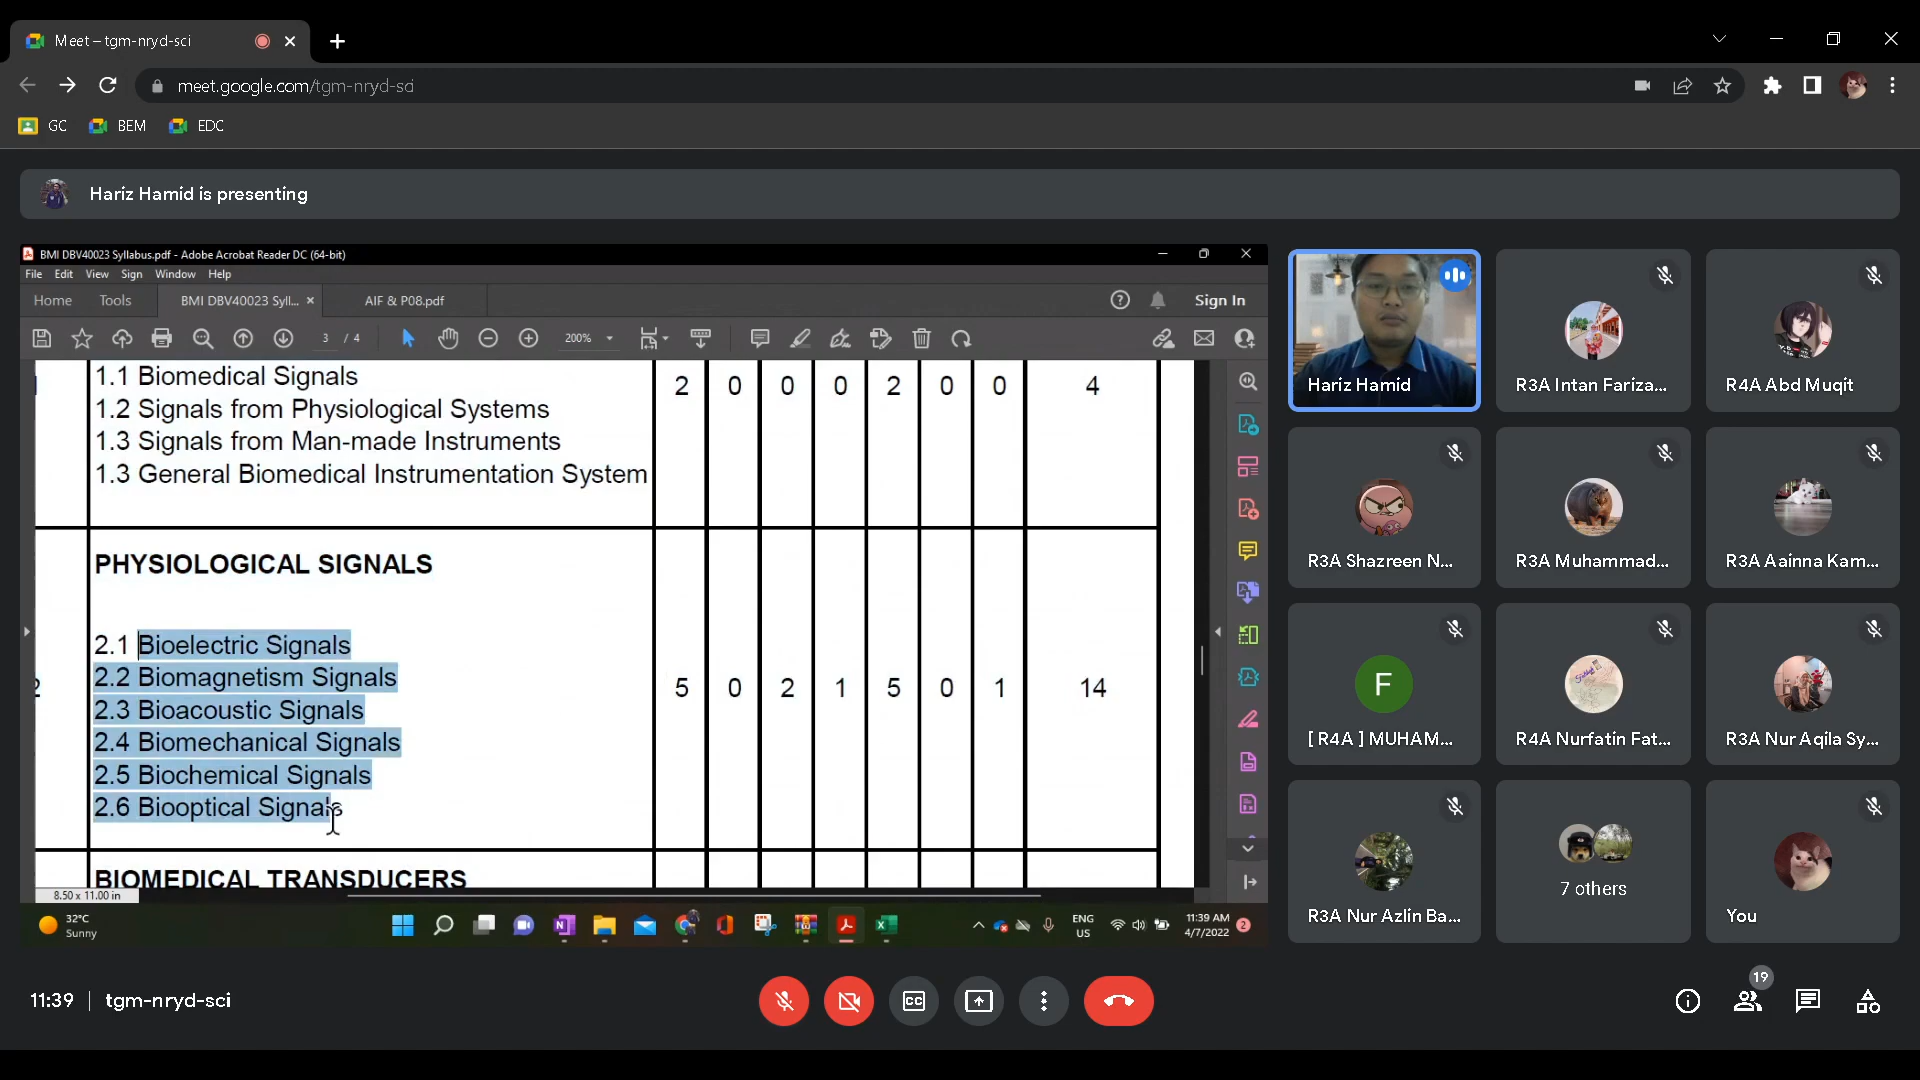 Meet – tgm-nryd-sci
meet.google.com/tgm-nryd-sci
GC BEM EDC
Hariz Hamid is presenting
BMI DBV40023 Syllabus.pdf - Adobe Acrobat Reader DC (64-bit)
File Edit View Sign Window Help
Home Tools BMI DBV40023 Syll... AIF & P08.pdf Sign In
3 / 4 200%
1.1 Biomedical Signals
1.2 Signals from Physiological Systems
1.3 Signals from Man-made Instruments
1.3 General Biomedical Instrumentation System
2 0 0 0 2 0 0 4
PHYSIOLOGICAL SIGNALS
2.1 Bioelectric Signals
2.2 Biomagnetism Signals
2.3 Bioacoustic Signals
2.4 Biomechanical Signals
2.5 Biochemical Signals
2.6 Biooptical Signals
5 0 2 1 5 0 1 14
BIOMEDICAL TRANSDUCERS
8.50 x 11.00 in
32°C
Sunny
ENG
US
11:39 AM
4/7/2022
2
Hariz Hamid
R3A Intan Fariza...
R4A Abd Muqit
R3A Shazreen N...
R3A Muhammad...
R3A Aainna Kam...
F
[ R4A ] MUHAM...
R4A Nurfatin Fat...
R3A Nur Aqila Sy...
R3A Nur Azlin Ba...
7 others
You
11:39 | tgm-nryd-sci
CC
19